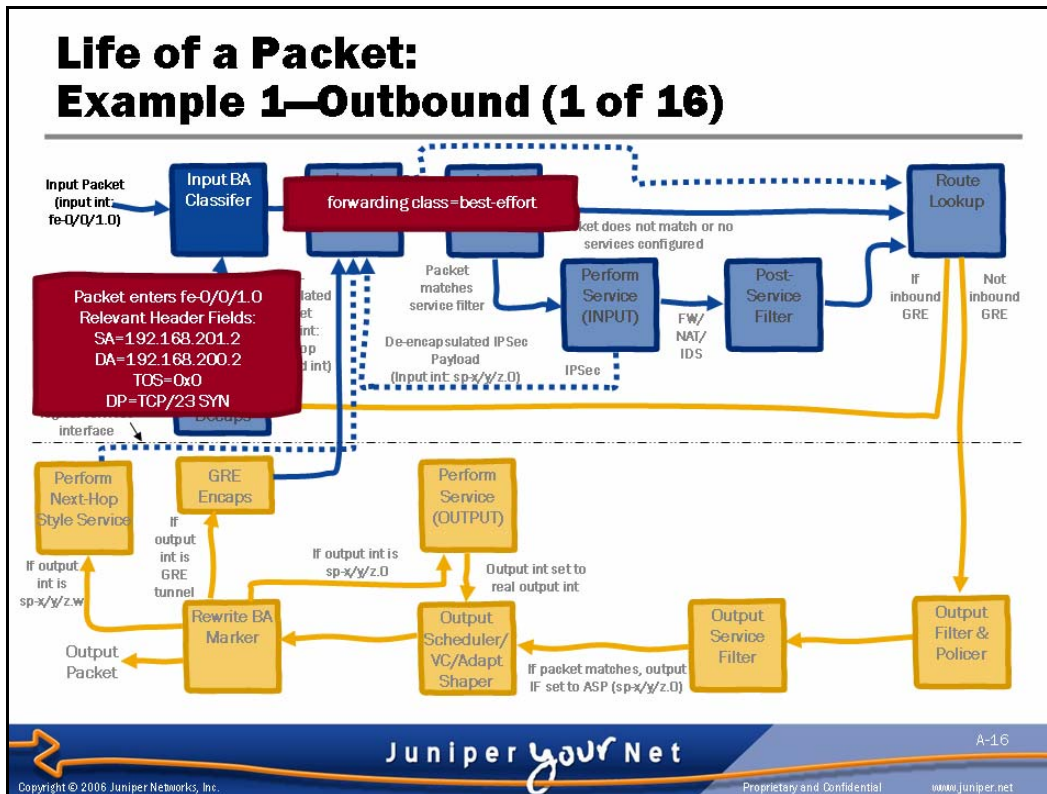 Life of a Packet:
Example 1—Outbound (1 of 16)
Input Packet
(input int:
fe-0/0/1.0)
Input BA
Classifer
forwarding class=best-effort
Route
Lookup
ket does not match or no
services configured
Packet
matches
service filter
Perform
Service
(INPUT)
FW/
NAT/
IDS
Post-
Service
Filter
If
inbound
GRE
Not
inbound
GRE
Packet enters fe-0/0/1.0
Relevant Header Fields:
SA=192.168.201.2
DA=192.168.200.2
TOS=0x0
DP=TCP/23 SYN
lated
et
int:
op
int)
De-encapsulated IPSec
Payload
(Input int: sp-x/y/z.0)
IPSec
interface
Perform
Next-Hop
Style Service
GRE
Encaps
Perform
Service
(OUTPUT)
If output
int is
sp-x/y/z.w
If
output
int is
GRE
tunnel
If output int is
sp-x/y/z.0
Output int set to
real output int
Rewrite BA
Marker
Output
Packet
Output
Scheduler/
VC/Adapt
Shaper
If packet matches, output
IF set to ASP (sp-x/y/z.0)
Output
Service
Filter
Output
Filter &
Policer
Juniper your Net
A-16
Copyright © 2006 Juniper Networks, Inc.
Proprietary and Confidential
www.juniper.net